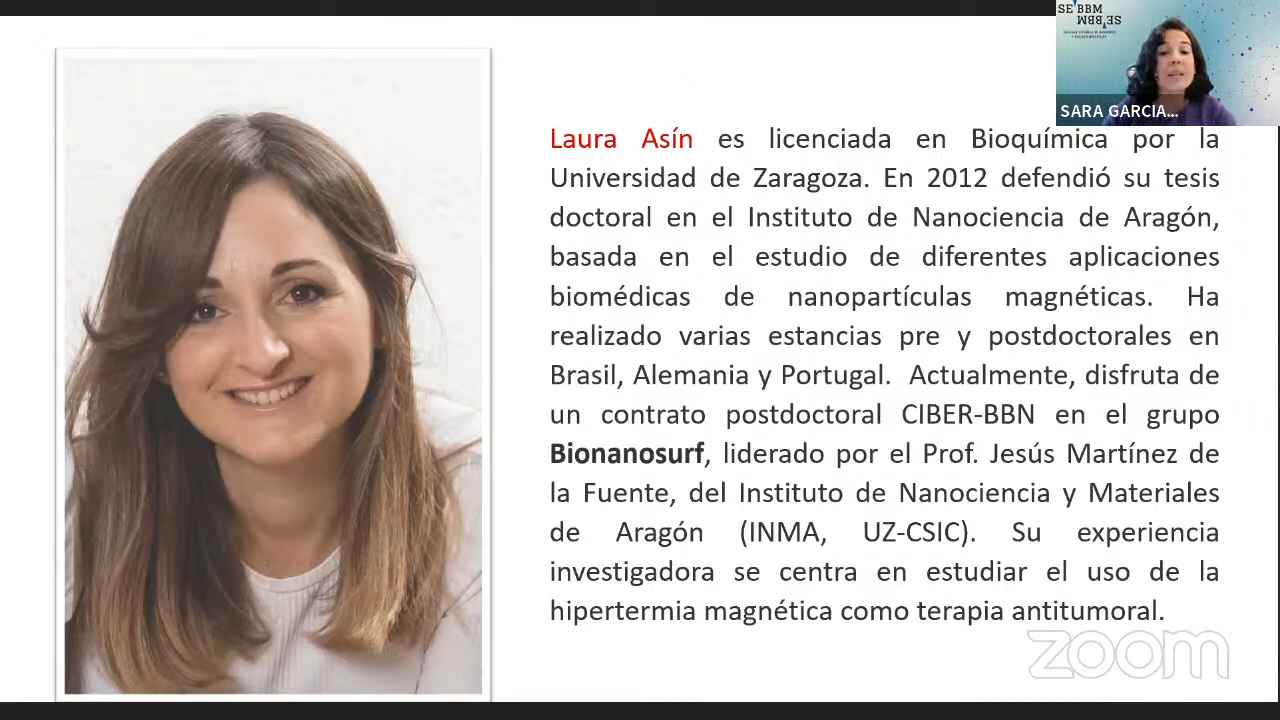 SEBBM
SEBBM
SARA GARCIA...
Laura Asín es licenciada en Bioquímica por la
Universidad de Zaragoza. En 2012 defendió su tesis
doctoral en el Instituto de Nanociencia de Aragón,
basada en el estudio de diferentes aplicaciones
biomédicas de nanopartículas magnéticas. Ha
realizado varias estancias pre y postdoctorales en
Brasil, Alemania y Portugal. Actualmente, disfruta de
un contrato postdoctoral CIBER-BBN en el grupo
Bionanosurf, liderado por el Prof. Jesús Martínez de
la Fuente, del Instituto de Nanociencia y Materiales
de Aragón (INMA, UZ-CSIC). Su experiencia
investigadora se centra en estudiar el uso de la
hipertermia magnética como terapia antitumoral.
zoom